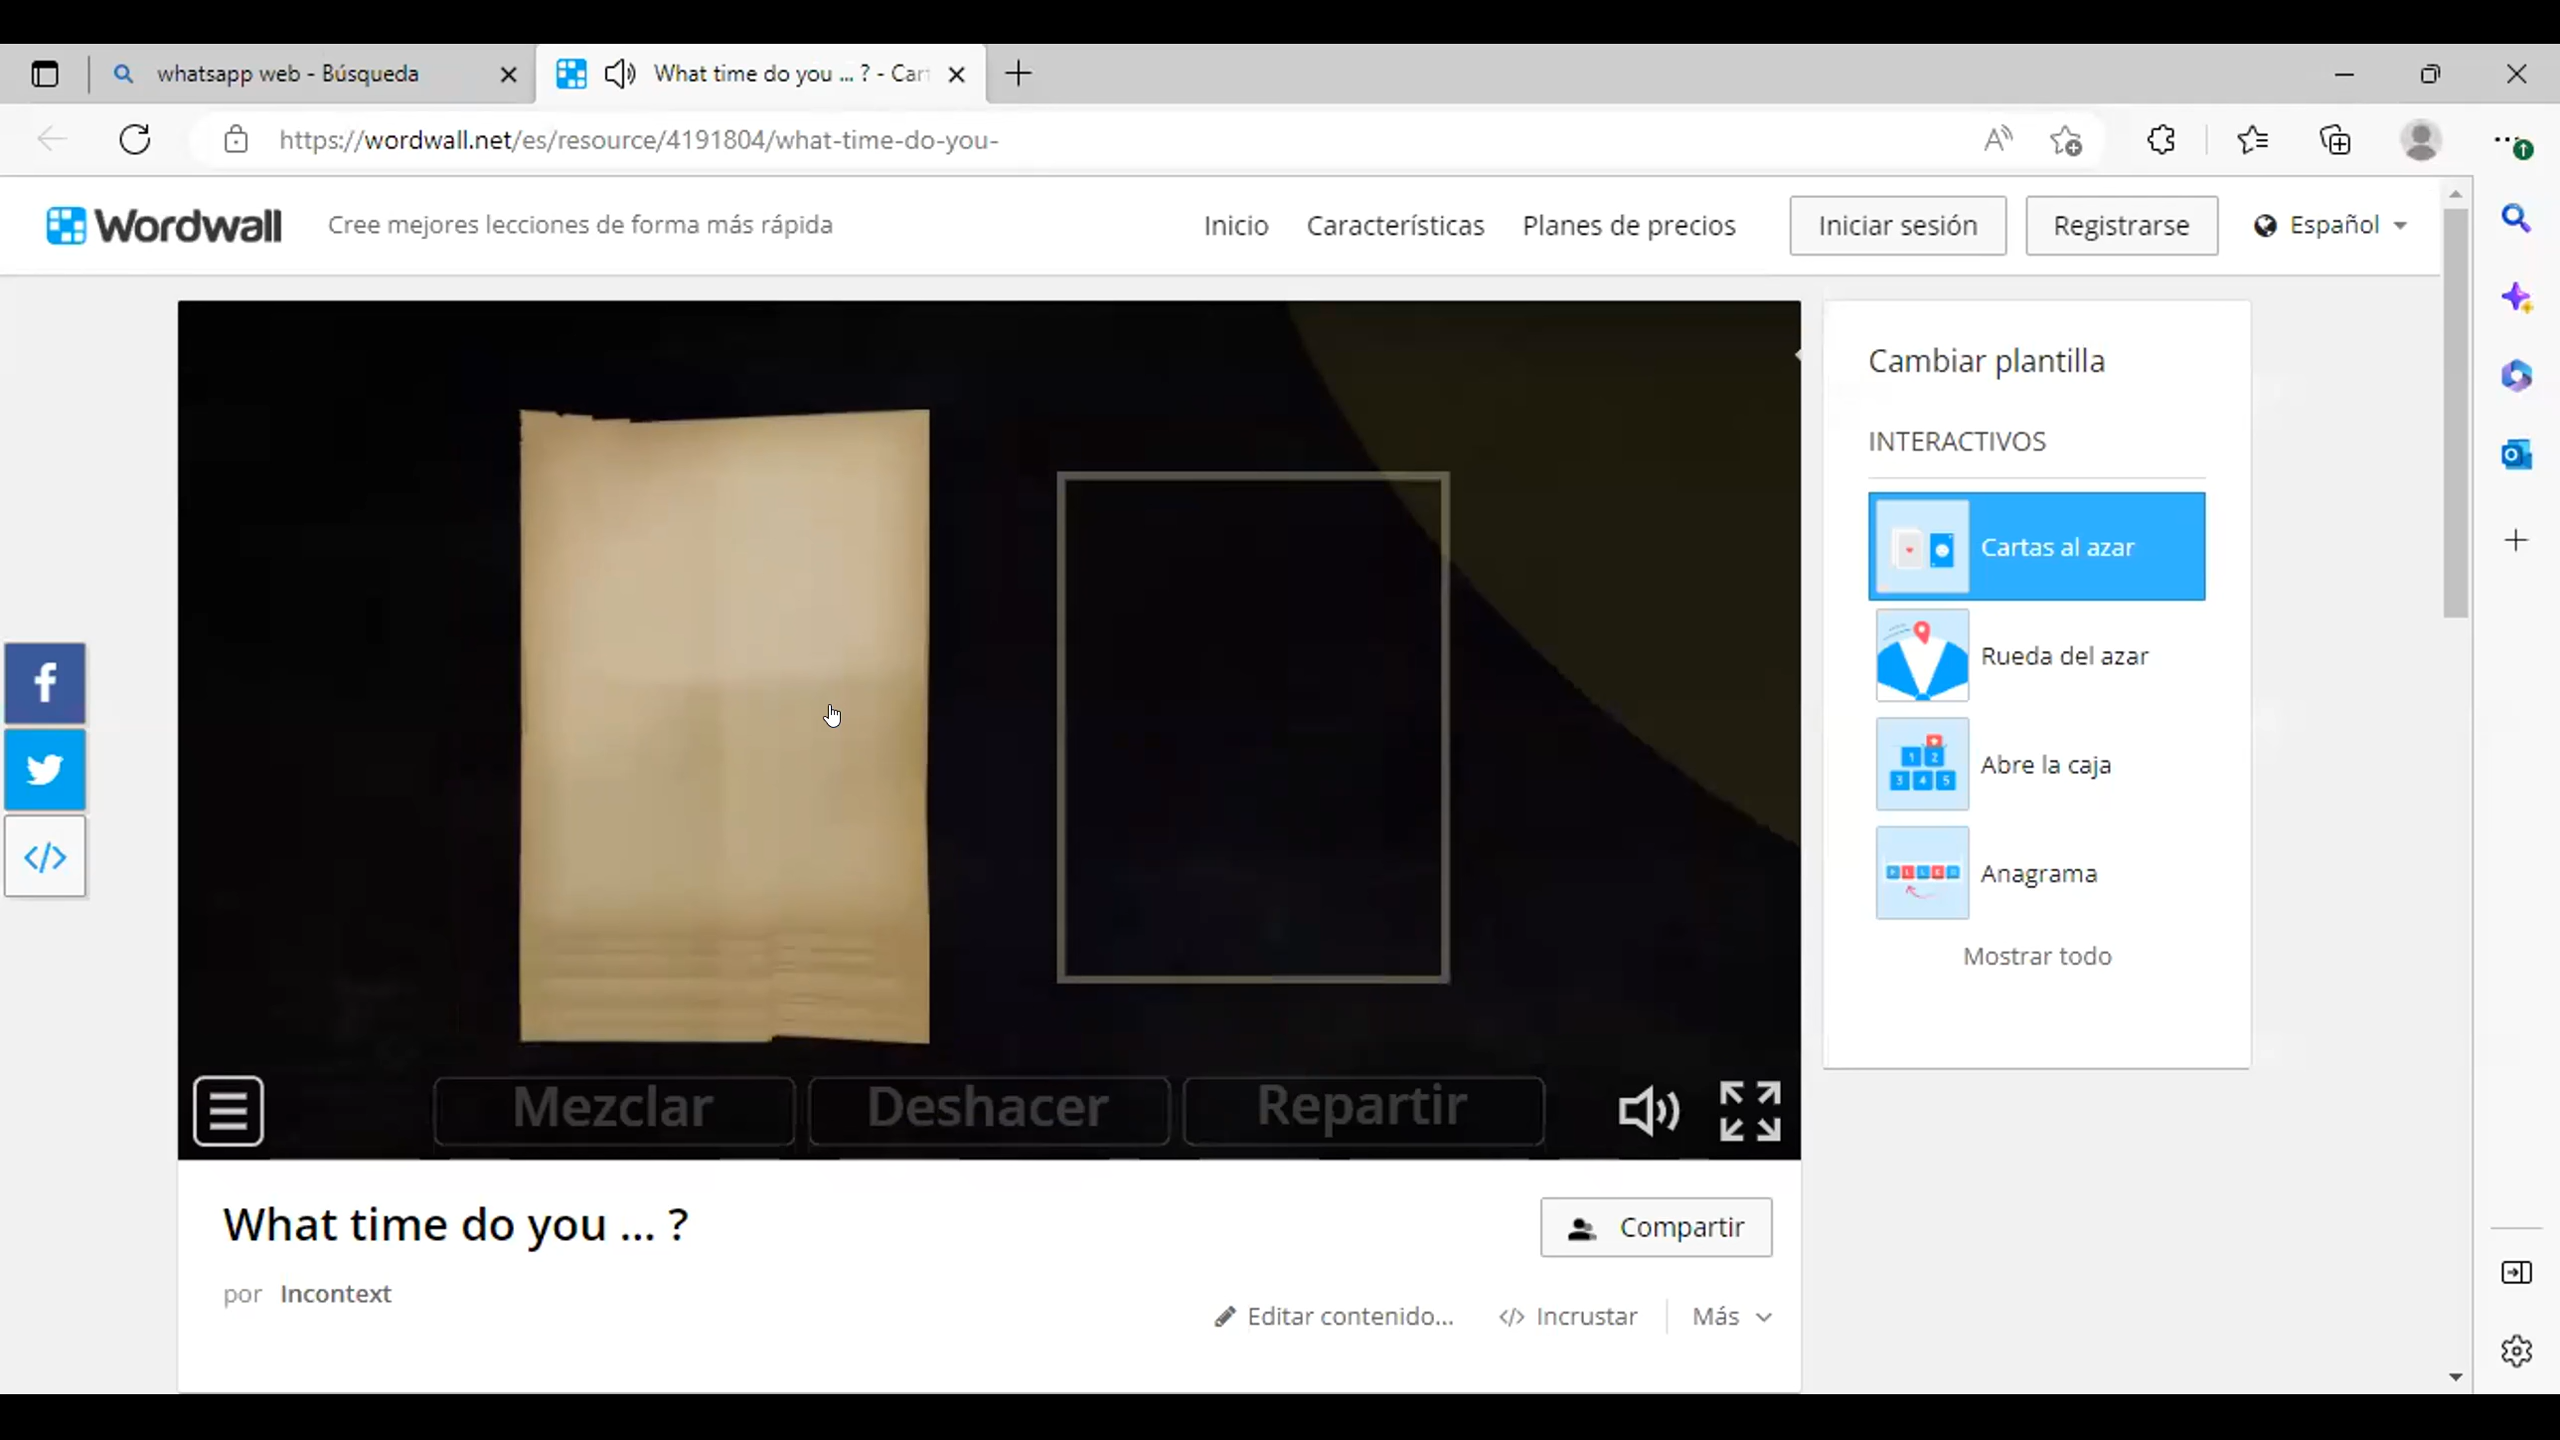 whatsapp web - Búsqueda
What time do you ... ? - Car
https://wordwall.net/es/resource/4191804/what-time-do-you-
Wordwall
Cree mejores lecciones de forma más rápida
Inicio
Características
Planes de precios
Iniciar sesión
Registrarse
Español
Cambiar plantilla
INTERACTIVOS
Cartas al azar
Rueda del azar
Abre la caja
Anagrama
Mostrar todo
Mezclar
Deshacer
Repartir
What time do you ... ?
Compartir
por Incontext
Editar contenido...
Incrustar
Más